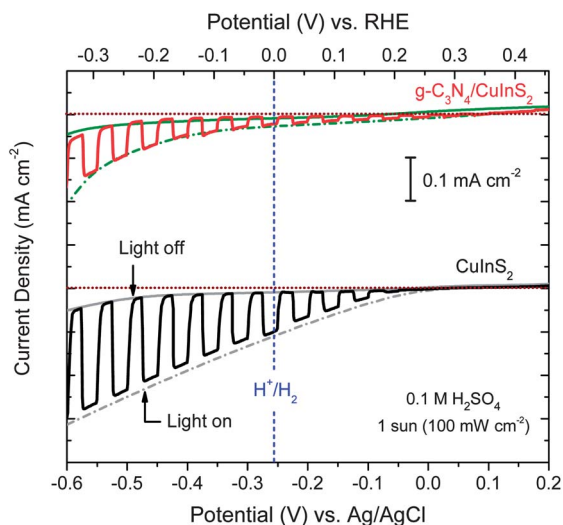 Potential (V) vs. RHE
-0.3 -0.2 -0.1 0.0 0.1 0.2 0.3 0.4
g-C₃N₄/CuInS₂
0.1 mA cm⁻²
Current Density (mA cm⁻²)
Light off
CuInS₂
H⁺/H₂
0.1 M H₂SO₄
Light on
1 sun (100 mW cm⁻²)
-0.6 -0.5 -0.4 -0.3 -0.2 -0.1 0.0 0.1 0.2
Potential (V) vs. Ag/AgCl